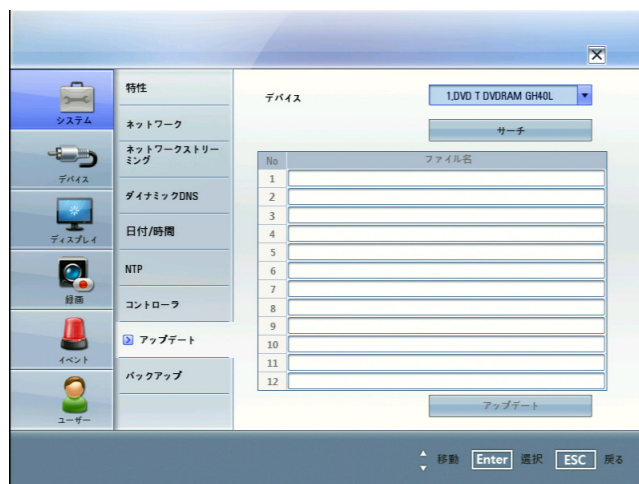 システム
デバイス
ディスプレイ
録画
イベント
ユーザー
特性
ネットワーク
ネットワークストリー
ミング
ダイナミックDNS
日付/時間
NTP
コントローラ
アップデート
バックアップ
デバイス
1,DVD T DVDRAM GH40L
サーチ
No ファイル名
1
2
3
4
5
6
7
8
9
10
11
12
アップデート
移動 Enter 選択 ESC 戻る